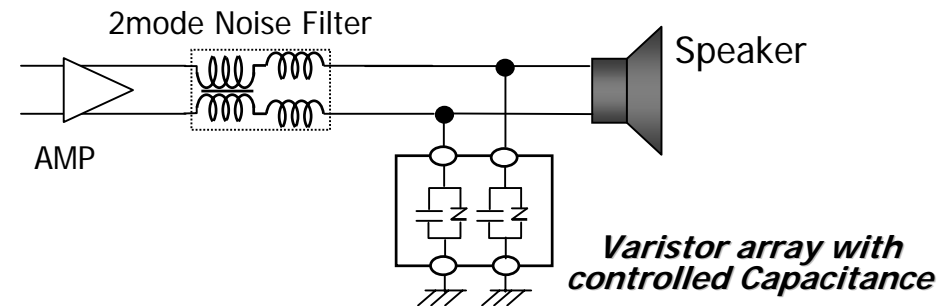 2mode Noise Filter
Speaker
AMP
Varistor array with
controlled Capacitance